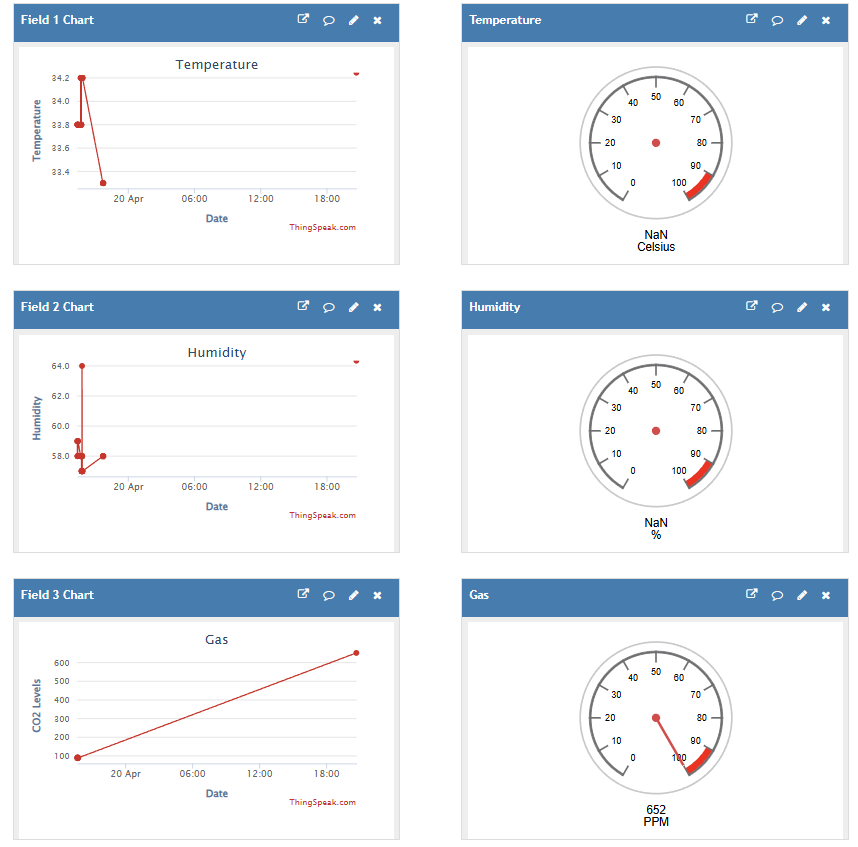 Field 1 Chart
Temperature
34.2
34.0
33.8
33.6
33.4
Temperature
20 Apr 06:00 12:00 18:00
Date
ThingSpeak.com
Temperature
0 10 20 30 40 50 60 70 80 90 100
NaN
Celsius
Field 2 Chart
Humidity
64.0
62.0
60.0
58.0
Humidity
20 Apr 06:00 12:00 18:00
Date
ThingSpeak.com
Humidity
0 10 20 30 40 50 60 70 80 90 100
NaN
%
Field 3 Chart
Gas
600
500
400
300
200
100
CO2 Levels
20 Apr 06:00 12:00 18:00
Date
ThingSpeak.com
Gas
0 10 20 30 40 50 60 70 80 90 100
652
PPM